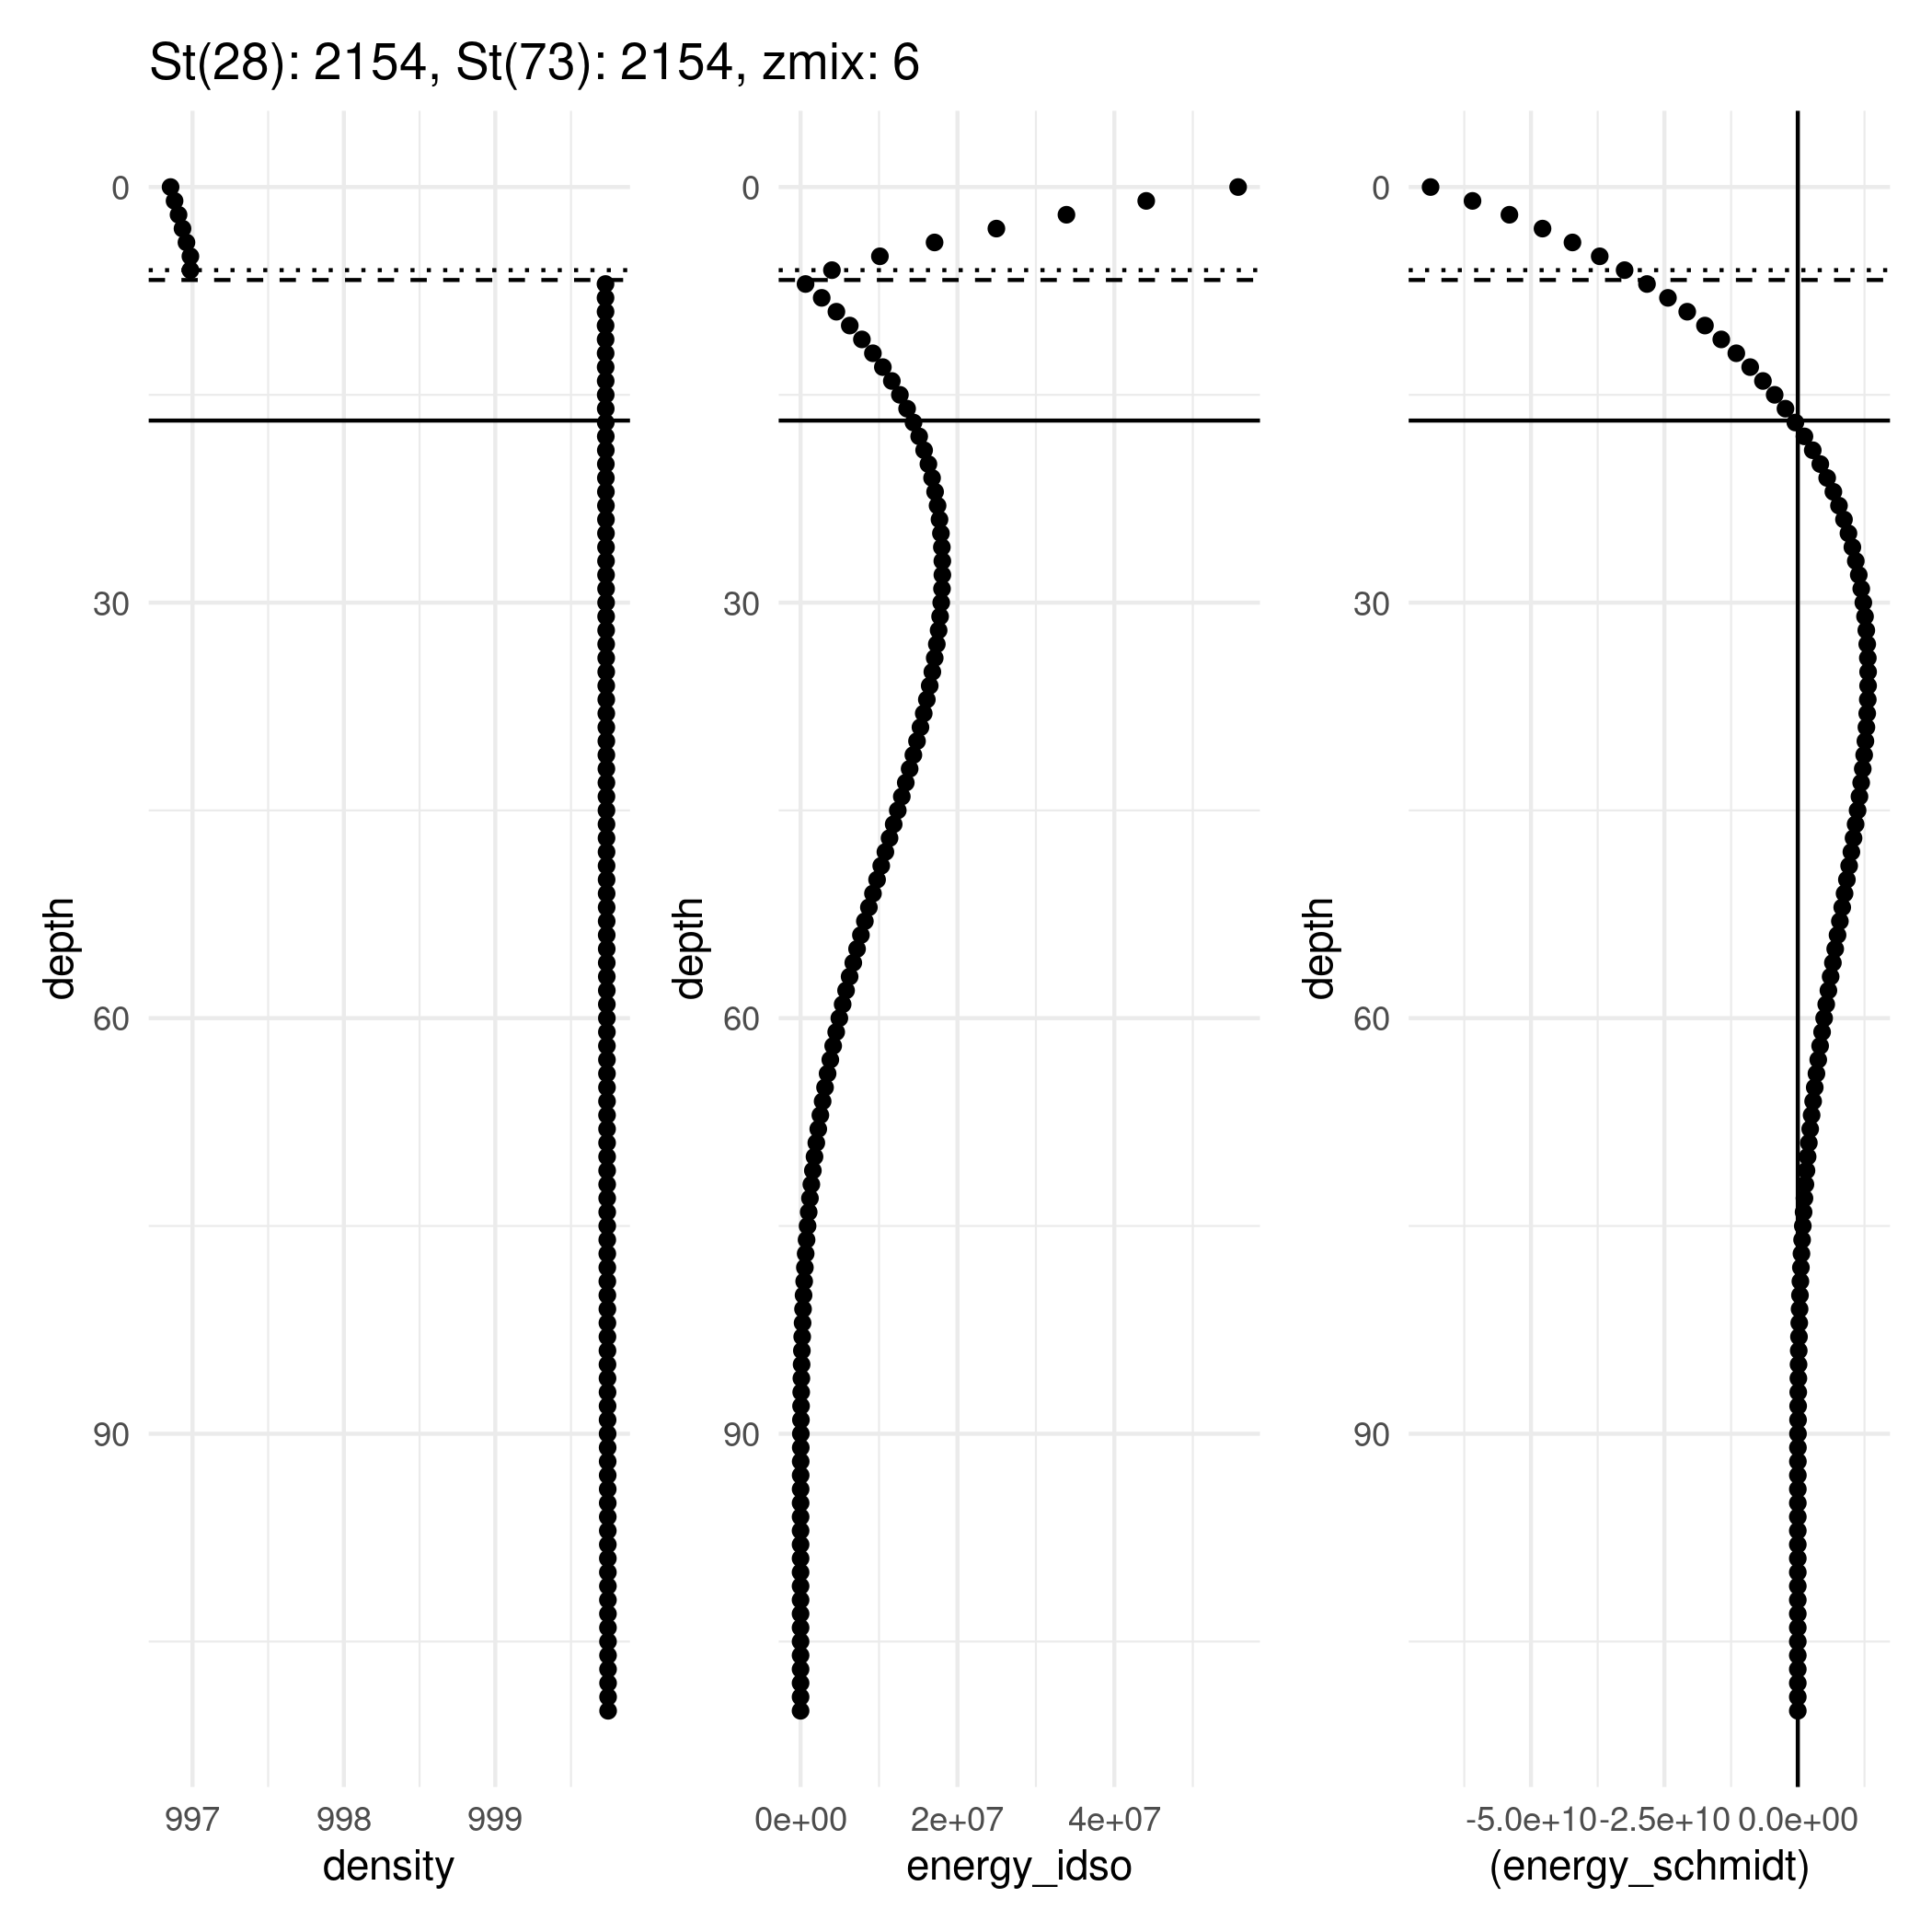 St(28): 2154, St(73): 2154, zmix: 6
0
30
60
90
depth
997
998
999
density
0
30
60
90
depth
0e+00
2e+07
4e+07
energy_idso
0
30
60
90
depth
-5.0e+10
-2.5e+10
0.0e+00
(energy_schmidt)